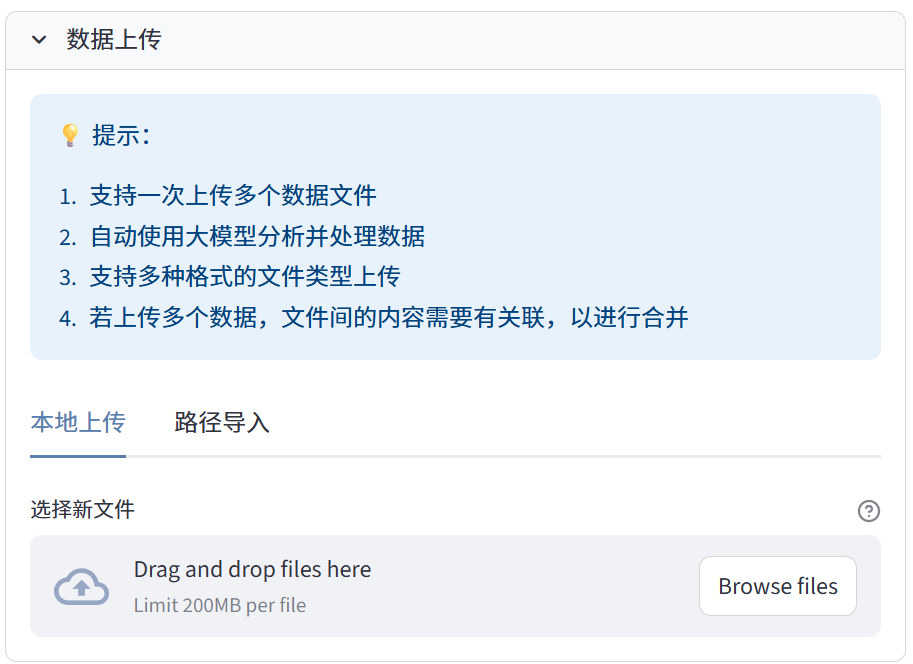 数据上传
提示：
1. 支持一次上传多个数据文件
2. 自动使用大模型分析并处理数据
3. 支持多种格式的文件类型上传
4. 若上传多个数据，文件间的内容需要有关联，以进行合并
本地上传 路径导入
选择新文件
Drag and drop files here
Limit 200MB per file
Browse files